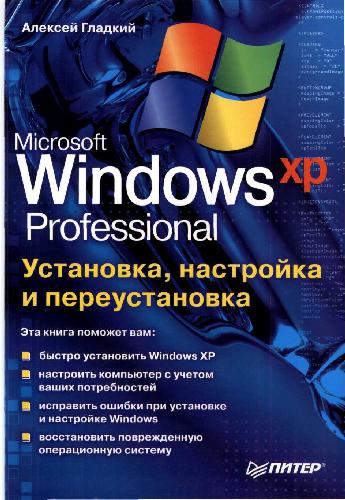 Алексей Гладкий
Microsoft
Windows xp
Professional
Установка, настройка
и переустановка
Эта книга поможет вам:
быстро установить Windows XP
настроить компьютер с учетом
ваших потребностей
исправить ошибки при установке
и настройке Windows
восстановить поврежденную
операционную систему
ПИТЕР